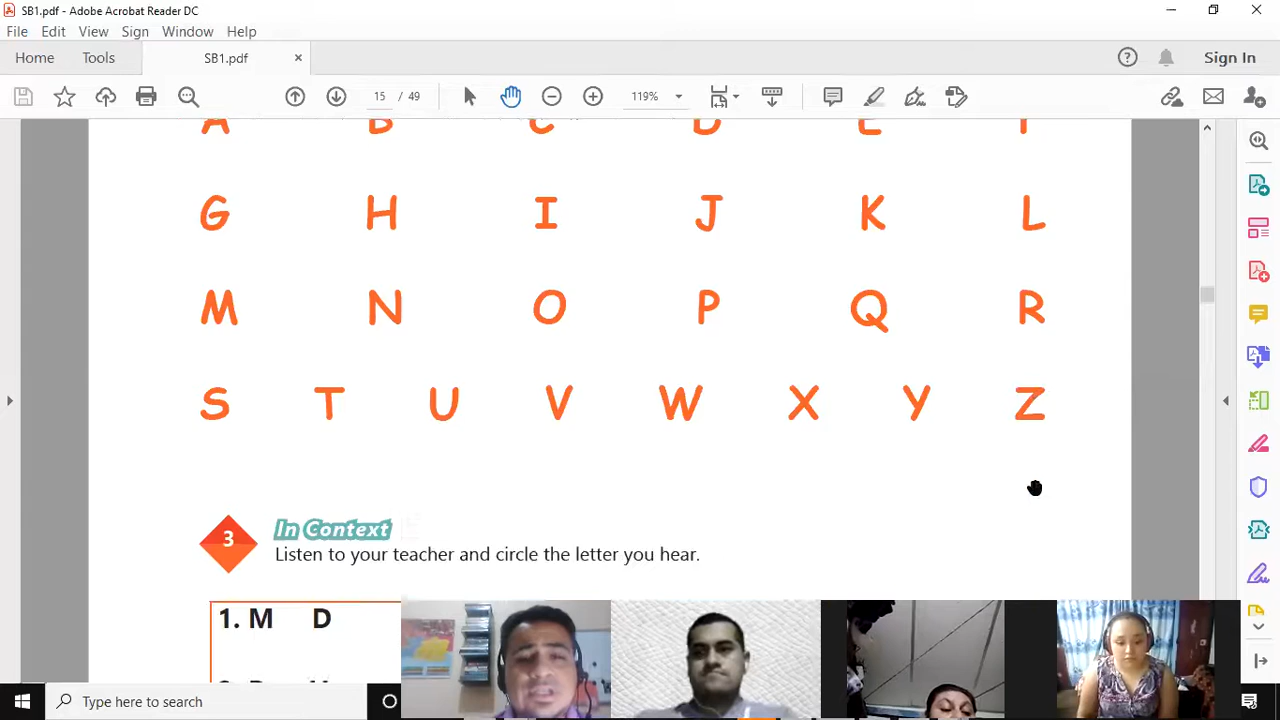 SB1.pdf - Adobe Acrobat Reader DC
File Edit View Sign Window Help
Home Tools SB1.pdf × Sign In
15 / 49 119%
A B C D E F
G H I J K L
M N O P Q R
S T U V W X Y Z
3 In Context
Listen to your teacher and circle the letter you hear.
1. M D
Type here to search